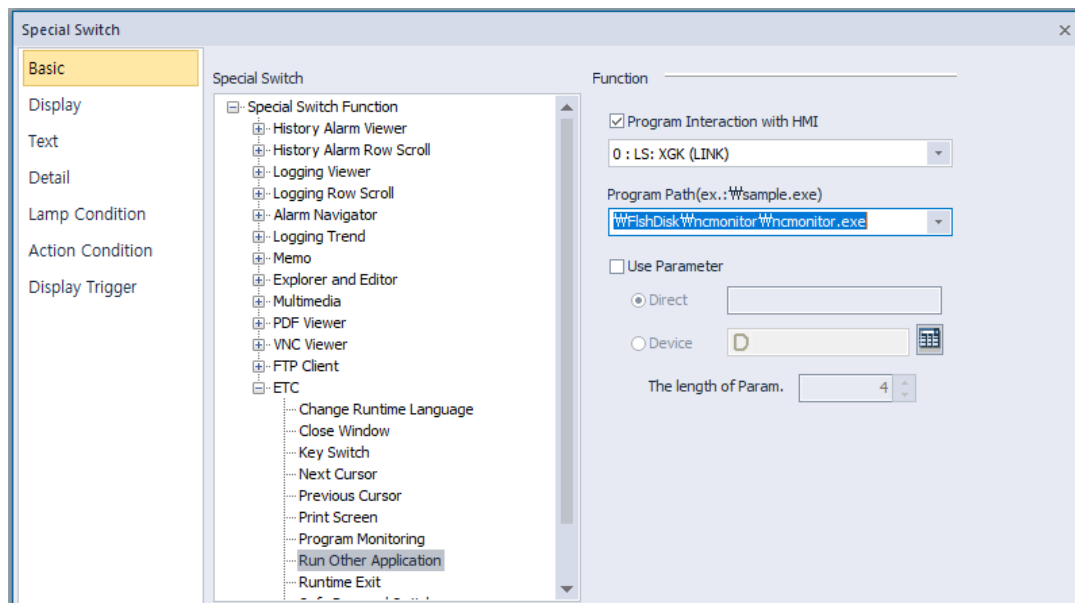 Special Switch
Basic
Display
Text
Detail
Lamp Condition
Action Condition
Display Trigger
Special Switch
Special Switch Function
History Alarm Viewer
History Alarm Row Scroll
Logging Viewer
Logging Row Scroll
Alarm Navigator
Logging Trend
Memo
Explorer and Editor
Multimedia
PDF Viewer
VNC Viewer
FTP Client
ETC
Change Runtime Language
Close Window
Key Switch
Next Cursor
Previous Cursor
Print Screen
Program Monitoring
Run Other Application
Runtime Exit
Function
Program Interaction with HMI
0 : LS: XGK (LINK)
Program Path(ex.:₩sample.exe)
₩FlshDisk₩ncmonitor₩ncmonitor.exe
Use Parameter
Direct
Device
D
The length of Param.
4